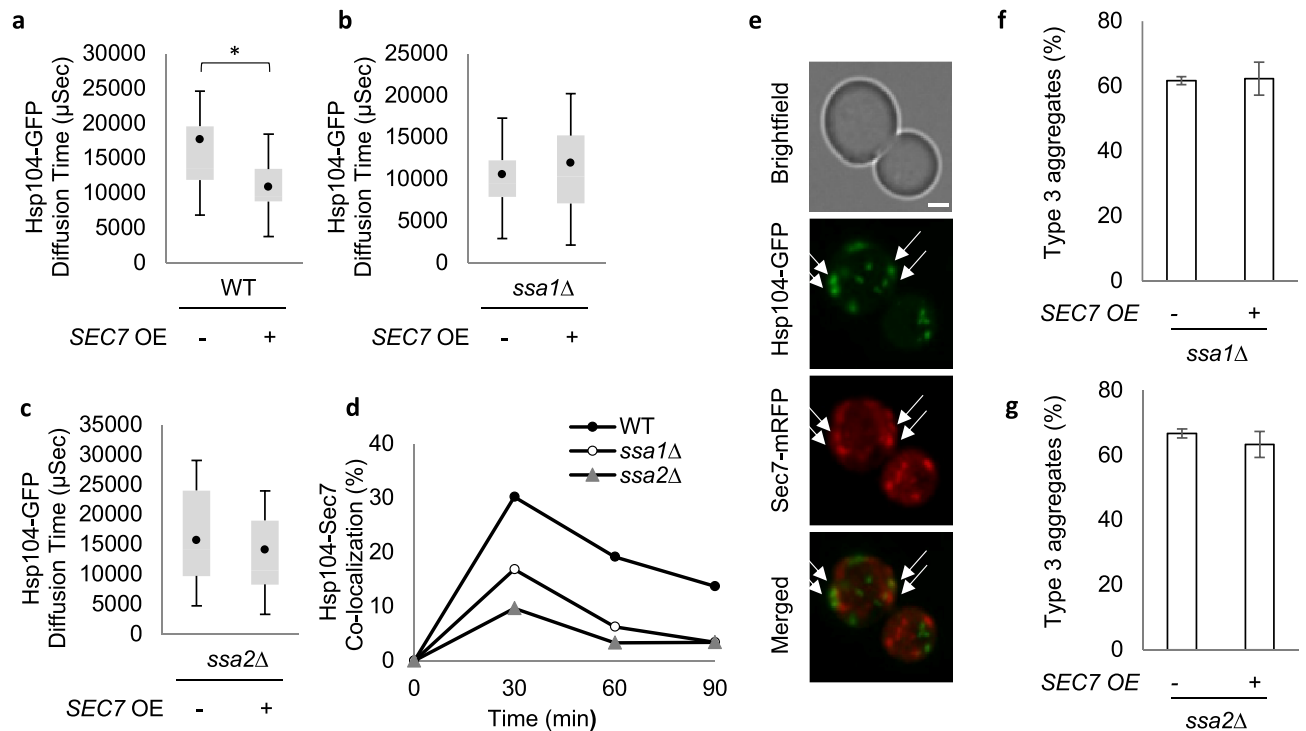 a
Hsp104-GFP
Diffusion Time (µSec)
30000
25000
20000
15000
10000
5000
0
*
WT
SEC7 OE - +
b
Hsp104-GFP
Diffusion Time (µSec)
25000
20000
15000
10000
5000
0
ssa1Δ
SEC7 OE - +
c
Hsp104-GFP
Diffusion Time (µSec)
35000
30000
25000
20000
15000
10000
5000
0
ssa2Δ
SEC7 OE - +
d
Hsp104-Sec7
Co-localization (%)
40
30
20
10
0
WT
ssa1Δ
ssa2Δ
0 30 60 90
Time (min)
e
Brightfield
Hsp104-GFP
Sec7-mRFP
Merged
f
Type 3 aggregates (%)
80
60
40
20
0
SEC7 OE - +
ssa1Δ
g
Type 3 aggregates (%)
80
60
40
20
0
SEC7 OE - +
ssa2Δ